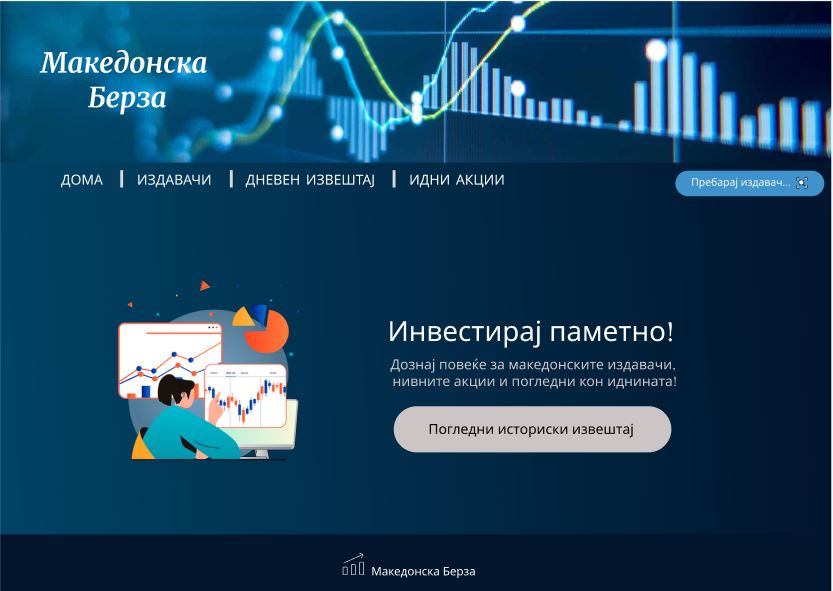 Македонска
Берза
ДОМА
ИЗДАВАЧИ
ДНЕВЕН ИЗВЕШТАЈ
ИДНИ АКЦИИ
Пребарај издавач...
Инвестирај паметно!
Дознај повеќе за македонските издавачи,
нивните акции и погледни кон иднината!
Погледни историски извештај
Македонска Берза